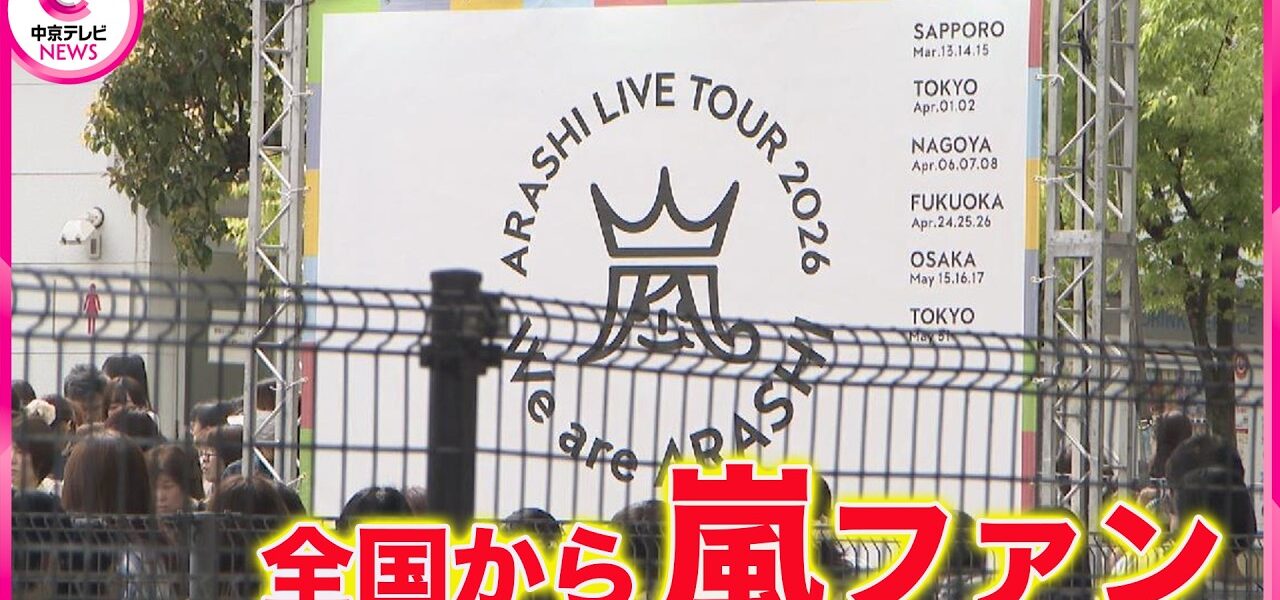 中京テレビ
NEWS
ARASHI LIVE TOUR 2026
We are ARASHI
SAPPORO
Mar.13.14.15
TOKYO
Apr.01.02
NAGOYA
Apr.06.07.08
FUKUOKA
Apr.24.25.26
OSAKA
May 15.16.17
TOKYO
May 31
全国から 嵐ファン